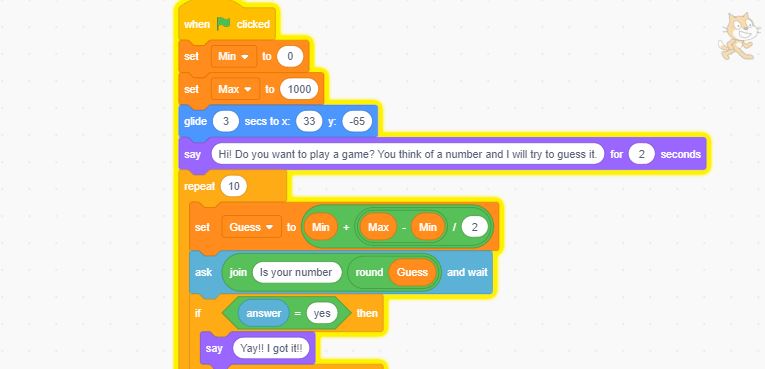 when clicked
set Min to 0
set Max to 1000
glide 3 secs to x: 33 y: -65
say Hi! Do you want to play a game? You think of a number and I will try to guess it. for 2 seconds
repeat 10
set Guess to Min + Max - Min / 2
ask join Is your number round Guess and wait
if answer = yes then
say Yay!! I got it!!